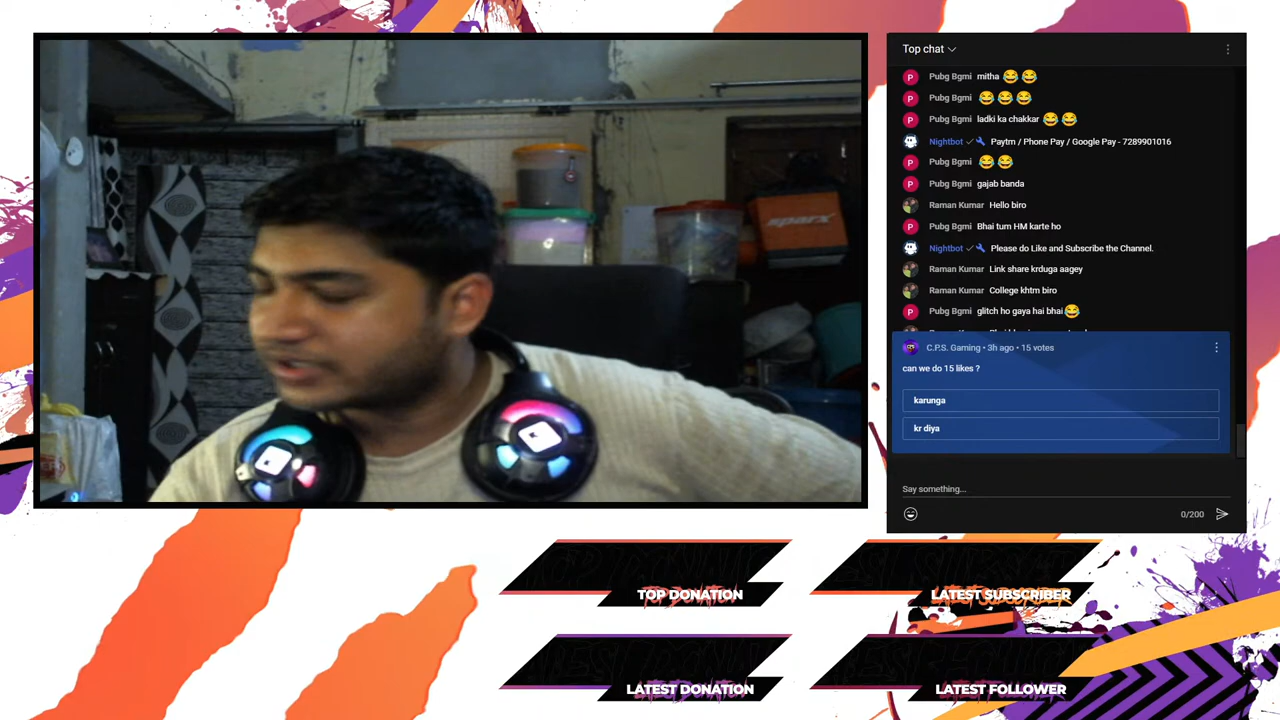 Top chat
Pubg Bgmi mitha 😂 😂
Pubg Bgmi 😂 😂 😂
Pubg Bgmi ladki ka chakkar 😂 😂
Nightbot Paytm / Phone Pay / Google Pay - 7289901016
Pubg Bgmi 😂 😂
Pubg Bgmi gajab banda
Raman Kumar Hello biro
Pubg Bgmi Bhai tum HM karte ho
Nightbot Please do Like and Subscribe the Channel.
Raman Kumar Link share krduga aagey
Raman Kumar College khtm biro
Pubg Bgmi glitch ho gaya hai bhai 😂
C.P.S. Gaming • 3h ago • 15 votes
can we do 15 likes ?
karunga
kr diya
Say something...
0/200
sparx
TOP DONATION
LATEST SUBSCRIBER
LATEST DONATION
LATEST FOLLOWER